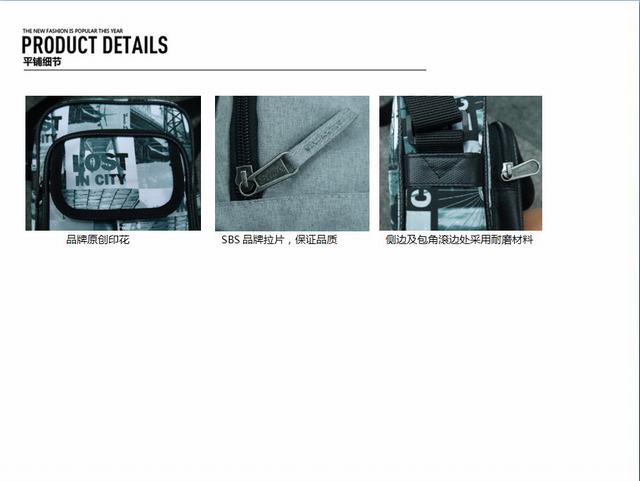 THE NEW FASHION IS POPULAR THIS YEAR
PRODUCT DETAILS
平铺细节
LOST
IN CITY
C
品牌原创印花
SBS 品牌拉片，保证品质
侧边及包角滚边处采用耐磨材料